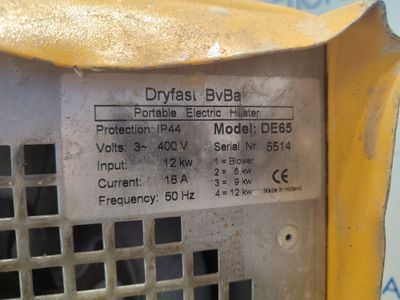 Dryfast BvBa
Portable Electric Heater
Protection: IP44 Model: DE65
Volts: 3~ 400 V Serial Nr. 5514
Input: 12 kw 1 = Blower
2 = 6 kw
Current: 16 A 3 = 9 kw
Frequency: 50 Hz 4 = 12 kw
CE
Made in Holland